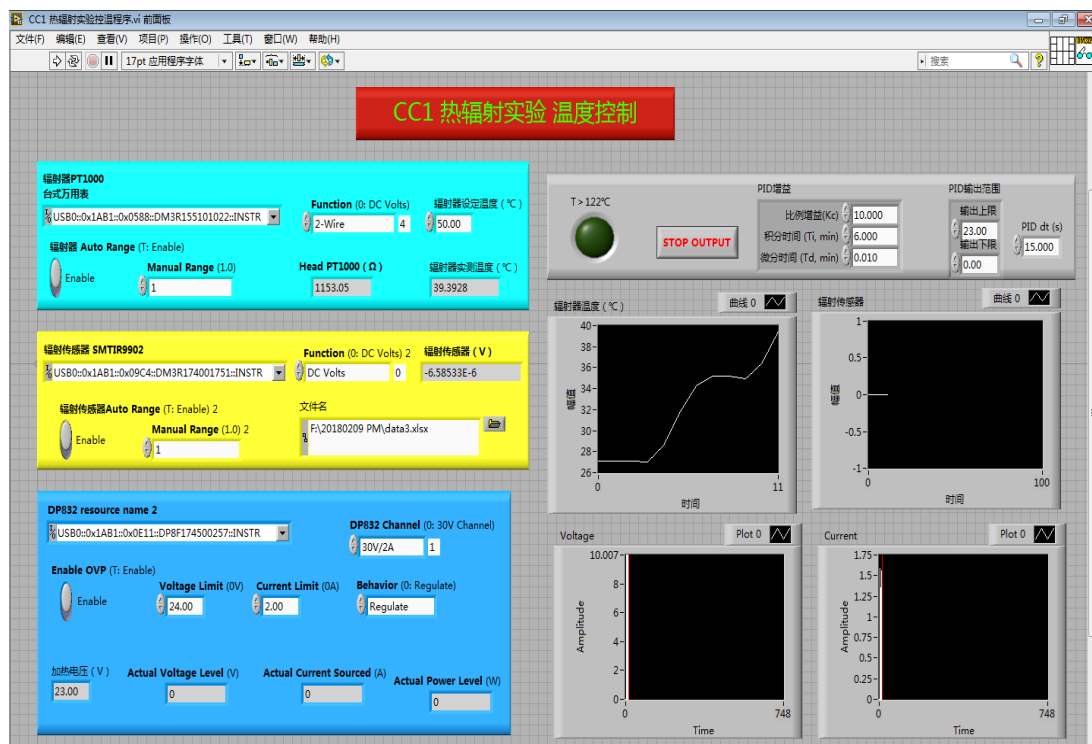 CC1 热辐射实验控温程序.vi 前面板
文件(F) 编辑(E) 查看(V) 项目(P) 操作(O) 工具(T) 窗口(W) 帮助(H)
17pt 应用程序字体
搜索
CC1 热辐射实验 温度控制
辐射器PT1000
台式万用表
USB0::0x1AB1::0x0588::DM3R155101022::INSTR
Function (0: DC Volts)
2-Wire 4
辐射器设定温度 (℃)
50.00
辐射器 Auto Range (T: Enable)
Enable
Manual Range (1.0)
1
Head PT1000 (Ω)
1153.05
辐射器实测温度 (℃)
39.3928
辐射传感器 SMTIR9902
USB0::0x1AB1::0x09C4::DM3R174001751::INSTR
Function (0: DC Volts) 2
DC Volts 0
辐射传感器 (V)
-6.58533E-6
辐射传感器Auto Range (T: Enable) 2
Enable
Manual Range (1.0) 2
1
文件名
F:\20180209 PM\data3.xlsx
DP832 resource name 2
USB0::0x1AB1::0x0E11::DP8F174500257::INSTR
DP832 Channel (0: 30V Channel)
30V/2A 1
Enable OVP (T: Enable)
Enable
Voltage Limit (0V)
24.00
Current Limit (0A)
2.00
Behavior (0: Regulate)
Regulate
加热电压 (V)
23.00
Actual Voltage Level (V)
0
Actual Current Sourced (A)
0
Actual Power Level (W)
0
T > 122℃
STOP OUTPUT
PID增益
比例增益(Kc) 10.000
积分时间 (Ti, min) 6.000
微分时间 (Td, min) 0.010
PID输出范围
输出上限
23.00
输出下限
0.00
PID dt (s)
15.000
辐射器温度 (℃)
曲线 0
幅值
40-
38-
36-
34-
32-
30-
28-
26-
0 11
时间
辐射传感器
曲线 0
幅值
1-
0.5-
0-
-0.5-
-1-
0 100
时间
Voltage
Plot 0
Amplitude
10.007-
8-
6-
4-
2-
0-
0 748
Time
Current
Plot 0
Amplitude
1.75-
1.5-
1.25-
1-
0.75-
0.5-
0.25-
0-
0 748
Time